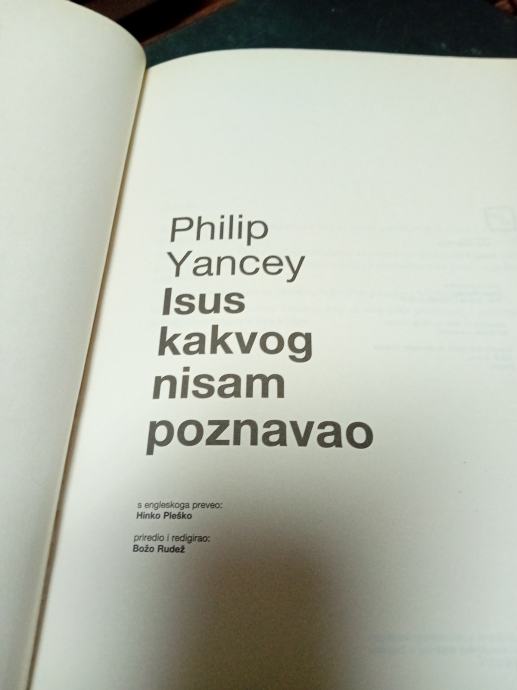 Philip
Yancey
Isus
kakvog
nisam
poznavao
s engleskoga preveo:
Hinko Pleško
priredio i redigirao:
Božo Rudež